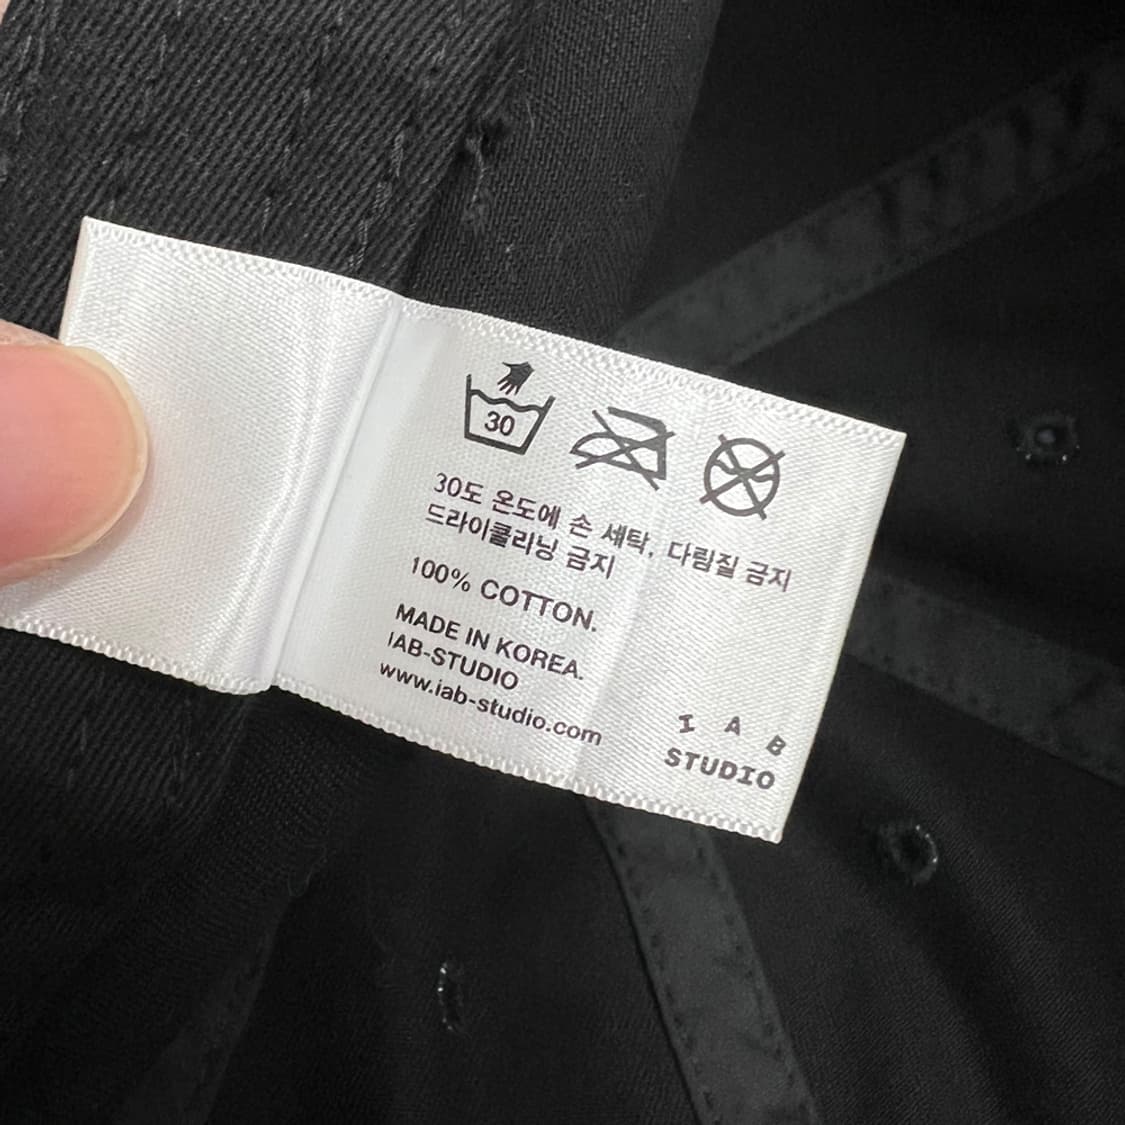 30
30도 온도에 손 세탁, 다림질 금지
드라이클리닝 금지
100% COTTON.
MADE IN KOREA.
IAB-STUDIO
www.iab-studio.com
I A B
STUDIO